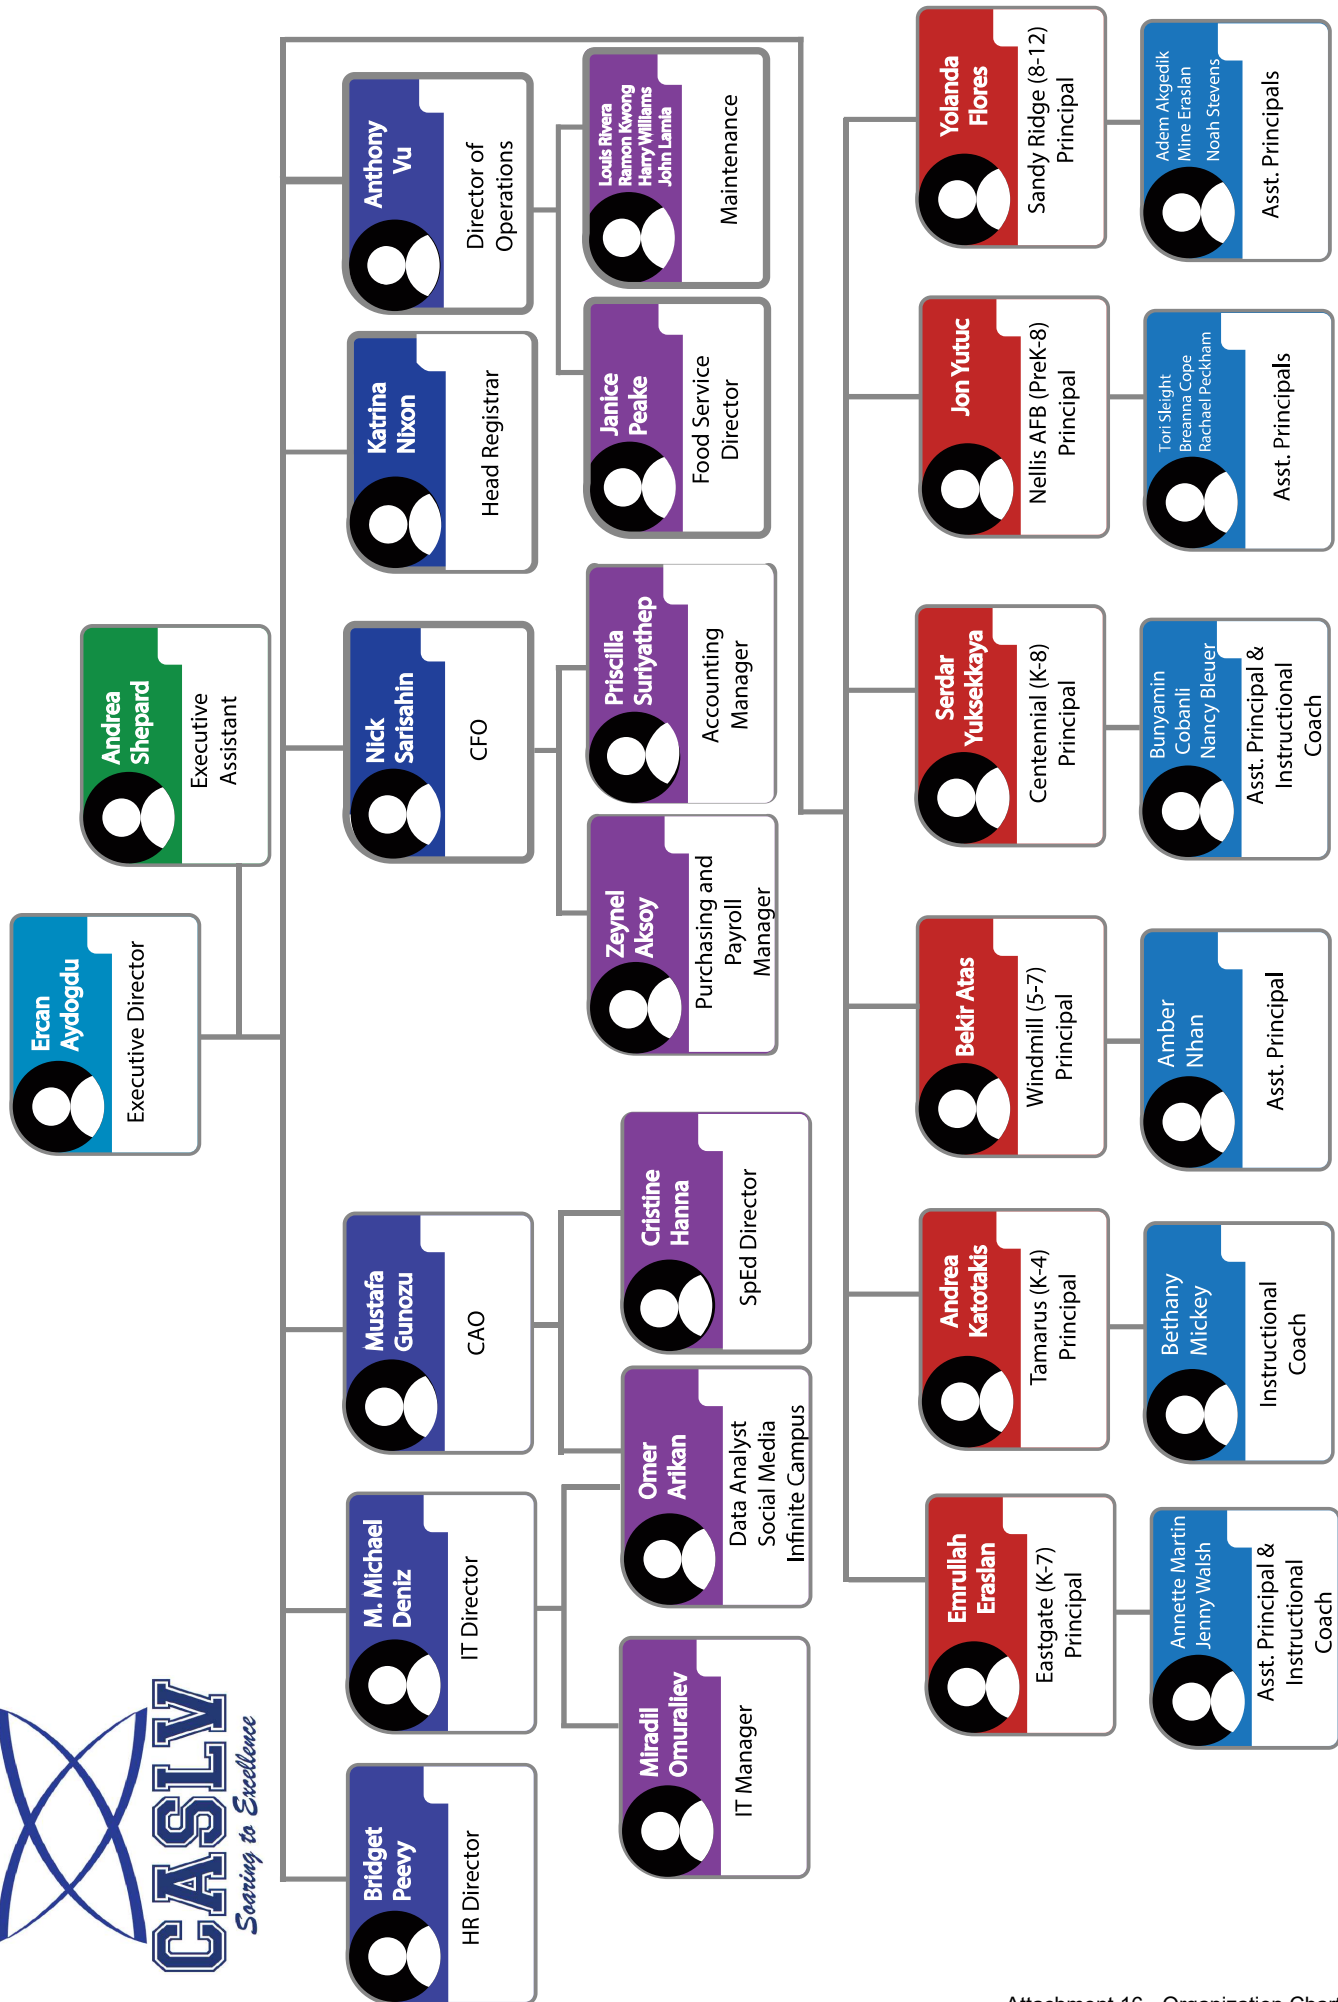 CASLV
Soaring to Excellence
Ercan
Aydogdu
Executive Director
Andrea
Shepard
Executive
Assistant
Bridget
Peevy
HR Director
M. Michael
Deniz
IT Director
Mustafa
Gunozu
CAO
Nick
Sarisahin
CFO
Katrina
Nixon
Head Registrar
Anthony
Vu
Director of
Operations
Miradil
Omuraliev
IT Manager
Omer
Arikan
Data Analyst
Social Media
Infinite Campus
Cristine
Hanna
SpEd Director
Zeynel
Aksoy
Purchasing and
Payroll
Manager
Priscilla
Suriyathep
Accounting
Manager
Janice
Peake
Food Service
Director
Louis Rivera
Ramon Kwong
Harry Williams
John Lamla
Maintenance
Emrullah
Eraslan
Eastgate (K-7)
Principal
Andrea
Katotakis
Tamarus (K-4)
Principal
Bekir Atas
Windmill (5-7)
Principal
Serdar
Yuksekkaya
Centennial (K-8)
Principal
Jon Yutuc
Nellis AFB (PreK-8)
Principal
Yolanda
Flores
Sandy Ridge (8-12)
Principal
Annette Martin
Jenny Walsh
Asst. Principal &
Instructional
Coach
Bethany
Mickey
Instructional
Coach
Amber
Nhan
Asst. Principal
Bunyamin
Cobanli
Nancy Bleuer
Asst. Principal &
Instructional
Coach
Tori Sleight
Breanna Cope
Rachael Peckham
Asst. Principals
Adem Akgedik
Mine Eraslan
Noah Stevens
Asst. Principals
Attachment 16 - Organization Chart